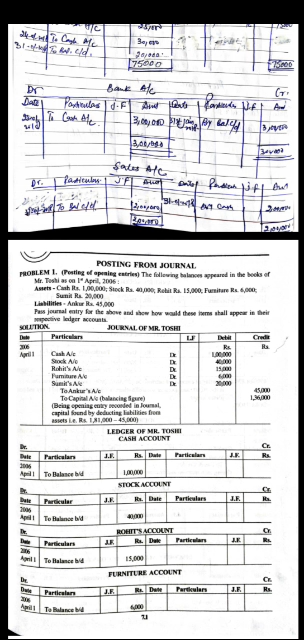 26-01-018 To Cash A/c 30,000
31-01-018 To Bal. c/d. 20,000
75000 75000
Dr Bank A/c Cr.
Date Particulars J.F Amt Date Particulars J.F Amt
To Cash A/c 3,00,000 By Bal c/d 3,00,000
3,00,000 3,00,000
Sales A/c
Dr. Particulars J.F Amt Date Particulars J.F Amt
To Bal c/d 2,00,000 By Cash 2,00,000
2,00,000 2,00,000
POSTING FROM JOURNAL
PROBLEM 1. (Posting of opening entries) The following balances appeared in the books of
Mr. Toshi as on 1st April, 2006 :
Assets - Cash Rs. 1,00,000; Stock Rs. 40,000; Rohit Rs. 15,000; Furniture Rs. 6,000;
Sumit Rs. 20,000
Liabilities - Ankur Rs. 45,000
Pass journal entry for the above and show how would these items shall appear in their
respective ledger accounts.
SOLUTION. JOURNAL OF MR. TOSHI
Date Particulars L.F Debit Credit
2006 Rs. Rs.
April 1 Cash A/c Dr. 1,00,000
Stock A/c Dr. 40,000
Rohit's A/c Dr. 15,000
Furniture A/c Dr. 6,000
Sumit's A/c Dr. 20,000
To Ankur's A/c 45,000
To Capital A/c (balancing figure) 1,36,000
(Being opening entry recorded in Journal,
capital found by deducting liabilities from
assets i.e. Rs. 1,81,000 - 45,000)
LEDGER OF MR. TOSHI
CASH ACCOUNT
Dr. Cr.
Date Particulars J.F. Rs. Date Particulars J.F. Rs.
2006
April 1 To Balance b/d 1,00,000
STOCK ACCOUNT
Dr. Cr.
Date Particular J.F. Rs. Date Particulars J.F. Rs.
2006
April 1 To Balance b/d 40,000
ROHIT'S ACCOUNT
Dr. Cr.
Date Particulars J.F. Rs. Date Particulars J.F. Rs.
2006
April 1 To Balance b/d 15,000
FURNITURE ACCOUNT
Dr. Cr.
Date Particulars J.F. Rs. Date Particulars J.F. Rs.
2006
April 1 To Balance b/d 6,000
7.1